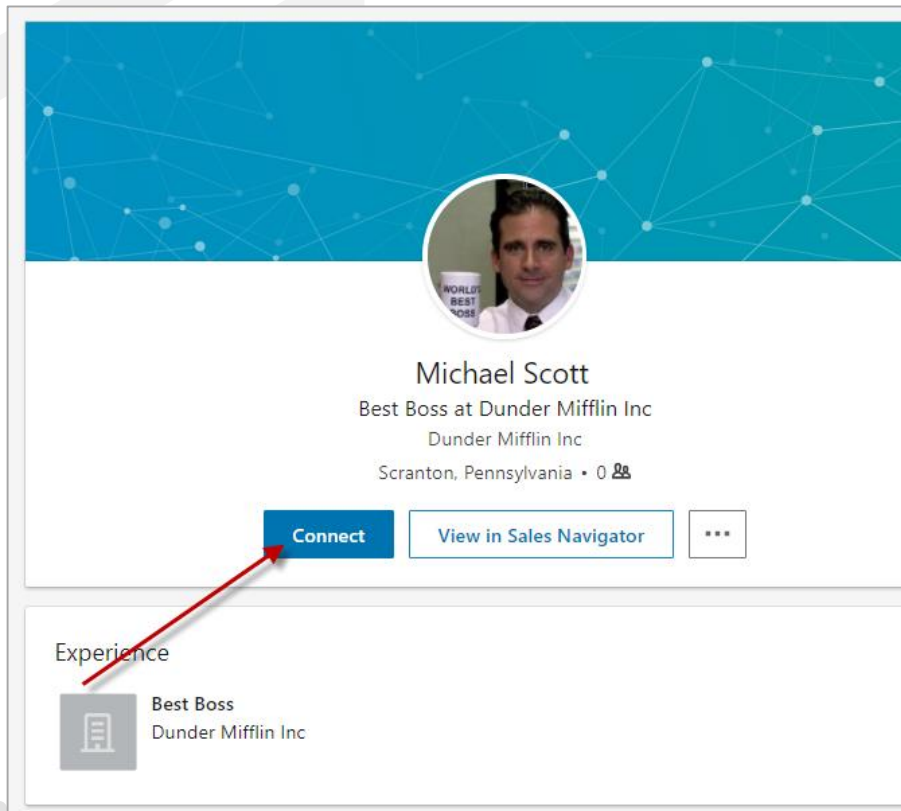 WORLD'S
BEST
BOSS
Michael Scott
Best Boss at Dunder Mifflin Inc
Dunder Mifflin Inc
Scranton, Pennsylvania • 0
Connect
View in Sales Navigator
Experience
Best Boss
Dunder Mifflin Inc